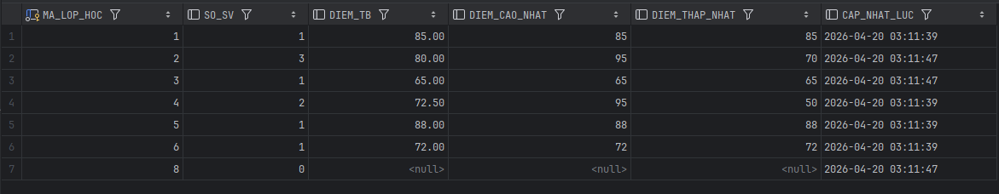 MA_LOP_HOC SO_SV DIEM_TB DIEM_CAO_NHAT DIEM_THAP_NHAT CAP_NHAT_LUC
1 1 1 85.00 85 85 2026-04-20 03:11:39
2 2 3 80.00 95 70 2026-04-20 03:11:47
3 3 1 65.00 65 65 2026-04-20 03:11:47
4 4 2 72.50 95 50 2026-04-20 03:11:39
5 5 1 88.00 88 88 2026-04-20 03:11:39
6 6 1 72.00 72 72 2026-04-20 03:11:39
7 8 0 <null> <null> <null> 2026-04-20 03:11:47